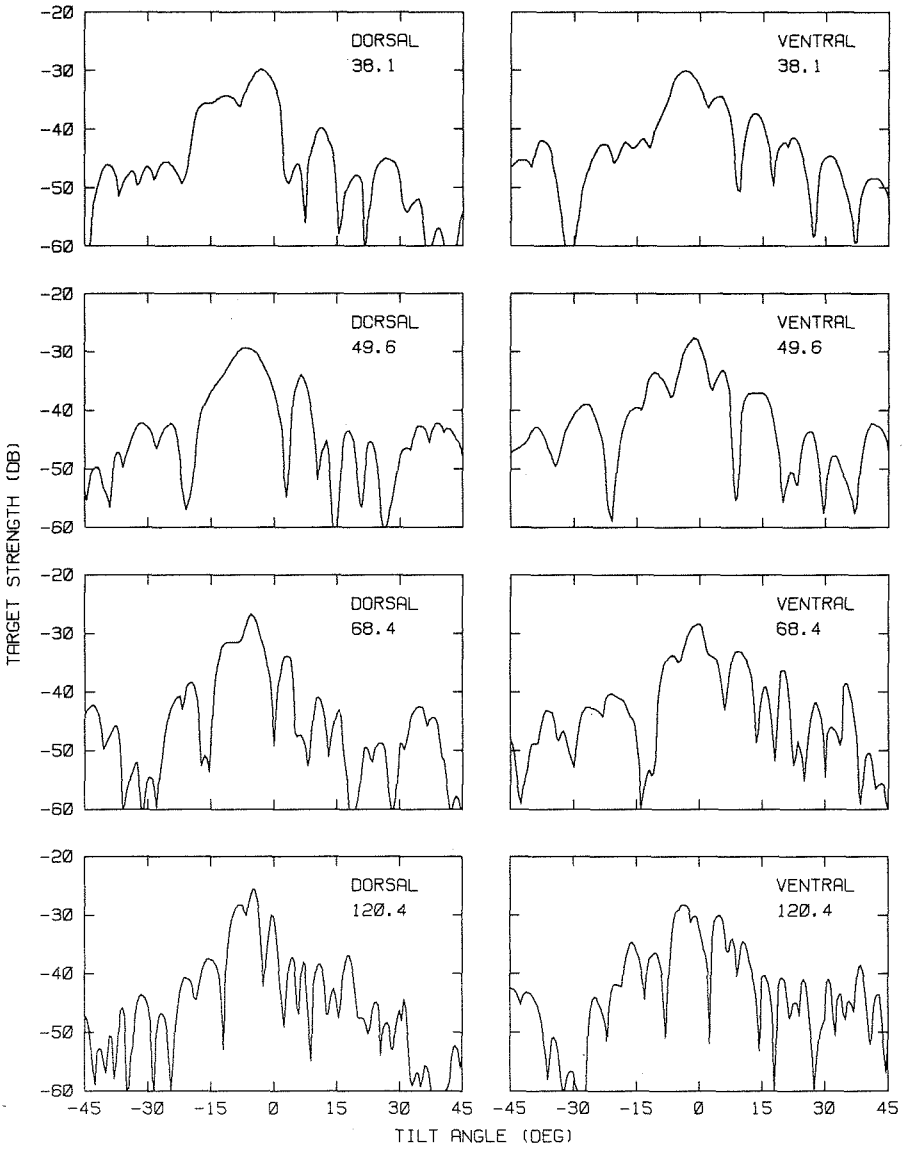 -20
-30
-40
-50
-60
DORSAL
38.1
VENTRAL
38.1
-20
-30
-40
-50
-60
DORSAL
49.6
VENTRAL
49.6
-20
-30
-40
-50
-60
DORSAL
68.4
VENTRAL
68.4
-20
-30
-40
-50
-60
DORSAL
120.4
VENTRAL
120.4
-45 -30 -15 0 15 30 45
-45 -30 -15 0 15 30 45
TILT ANGLE (DEG)
TARGET STRENGTH (DB)